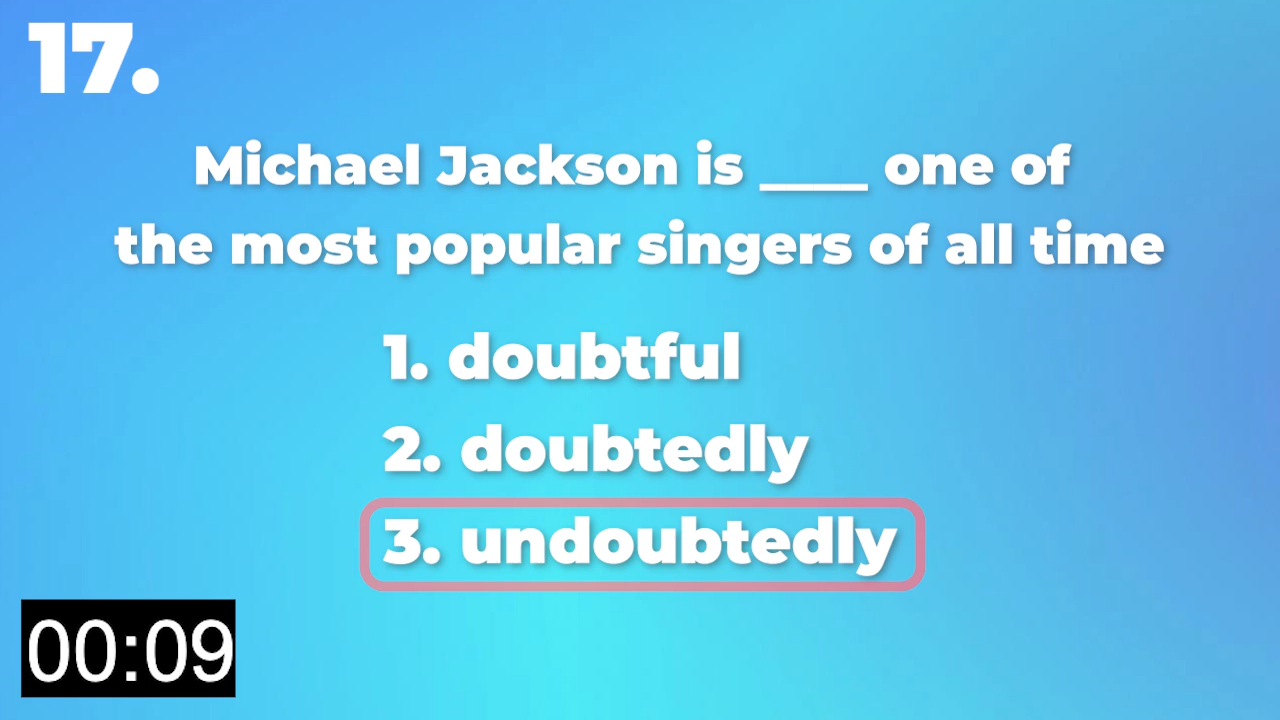 17.
Michael Jackson is ____ one of
the most popular singers of all time
1. doubtful
2. doubtedly
3. undoubtedly
00:09